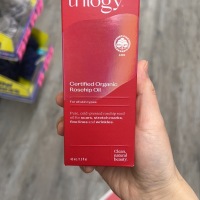 trilogy.
Certified Organic
Rosehip Oil
For all skin types
Pure, cold-pressed rosehip seed
oil for scars, stretch marks,
fine lines and wrinkles.
Clean,
natural
beauty